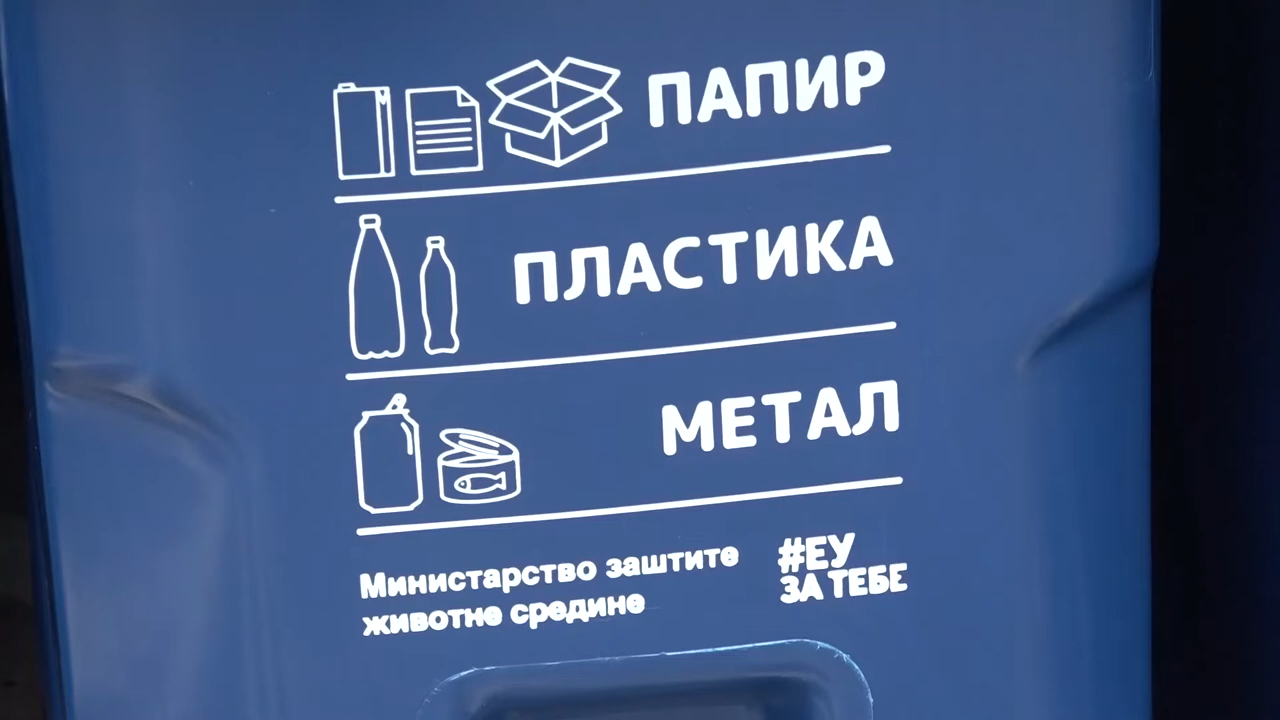 ПАПИР
ПЛАСТИКА
МЕТАЛ
Министарство заштите
животне средине
#ЕУ
ЗА ТЕБЕ